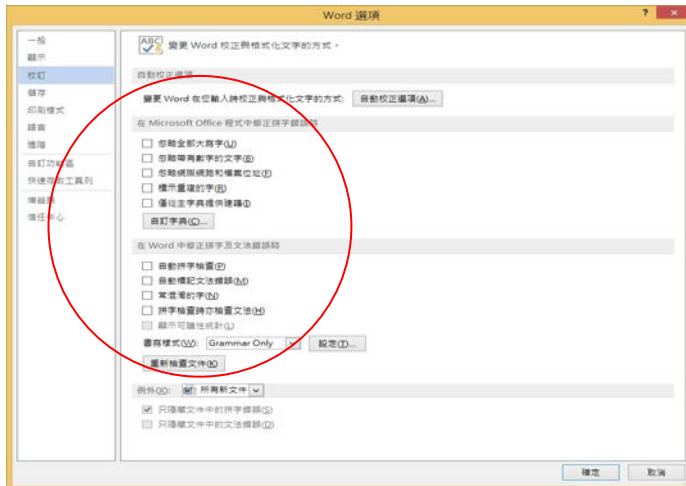 Word 選項
? ×
一般
顯示
校訂
儲存
印刷樣式
語言
進階
自訂功能區
快速存取工具列
增益集
信任中心
ABC 變更 Word 校正與格式化文字的方式。
自動校正選項
變更 Word 在您輸入時校正與格式化文字的方式: 自動校正選項(A)...
在 Microsoft Office 程式中修正拼字錯誤時
忽略全部大寫字(U)
忽略帶有數字的文字(B)
忽略網際網路和檔案位址(F)
標示重複的字(R)
僅從主字典提供建議(I)
自訂字典(C)...
在 Word 中修正拼字及文法錯誤時
自動拼字檢查(P)
自動標記文法錯誤(M)
常混淆的字(N)
拼字檢查時亦檢查文法(H)
顯示可讀性統計(L)
書寫樣式(W): Grammar Only 設定(T)...
重新檢查文件(K)
例外(X): 所有新文件
只隱藏文件中的拼字錯誤(S)
只隱藏文件中的文法錯誤(D)
確定 取消